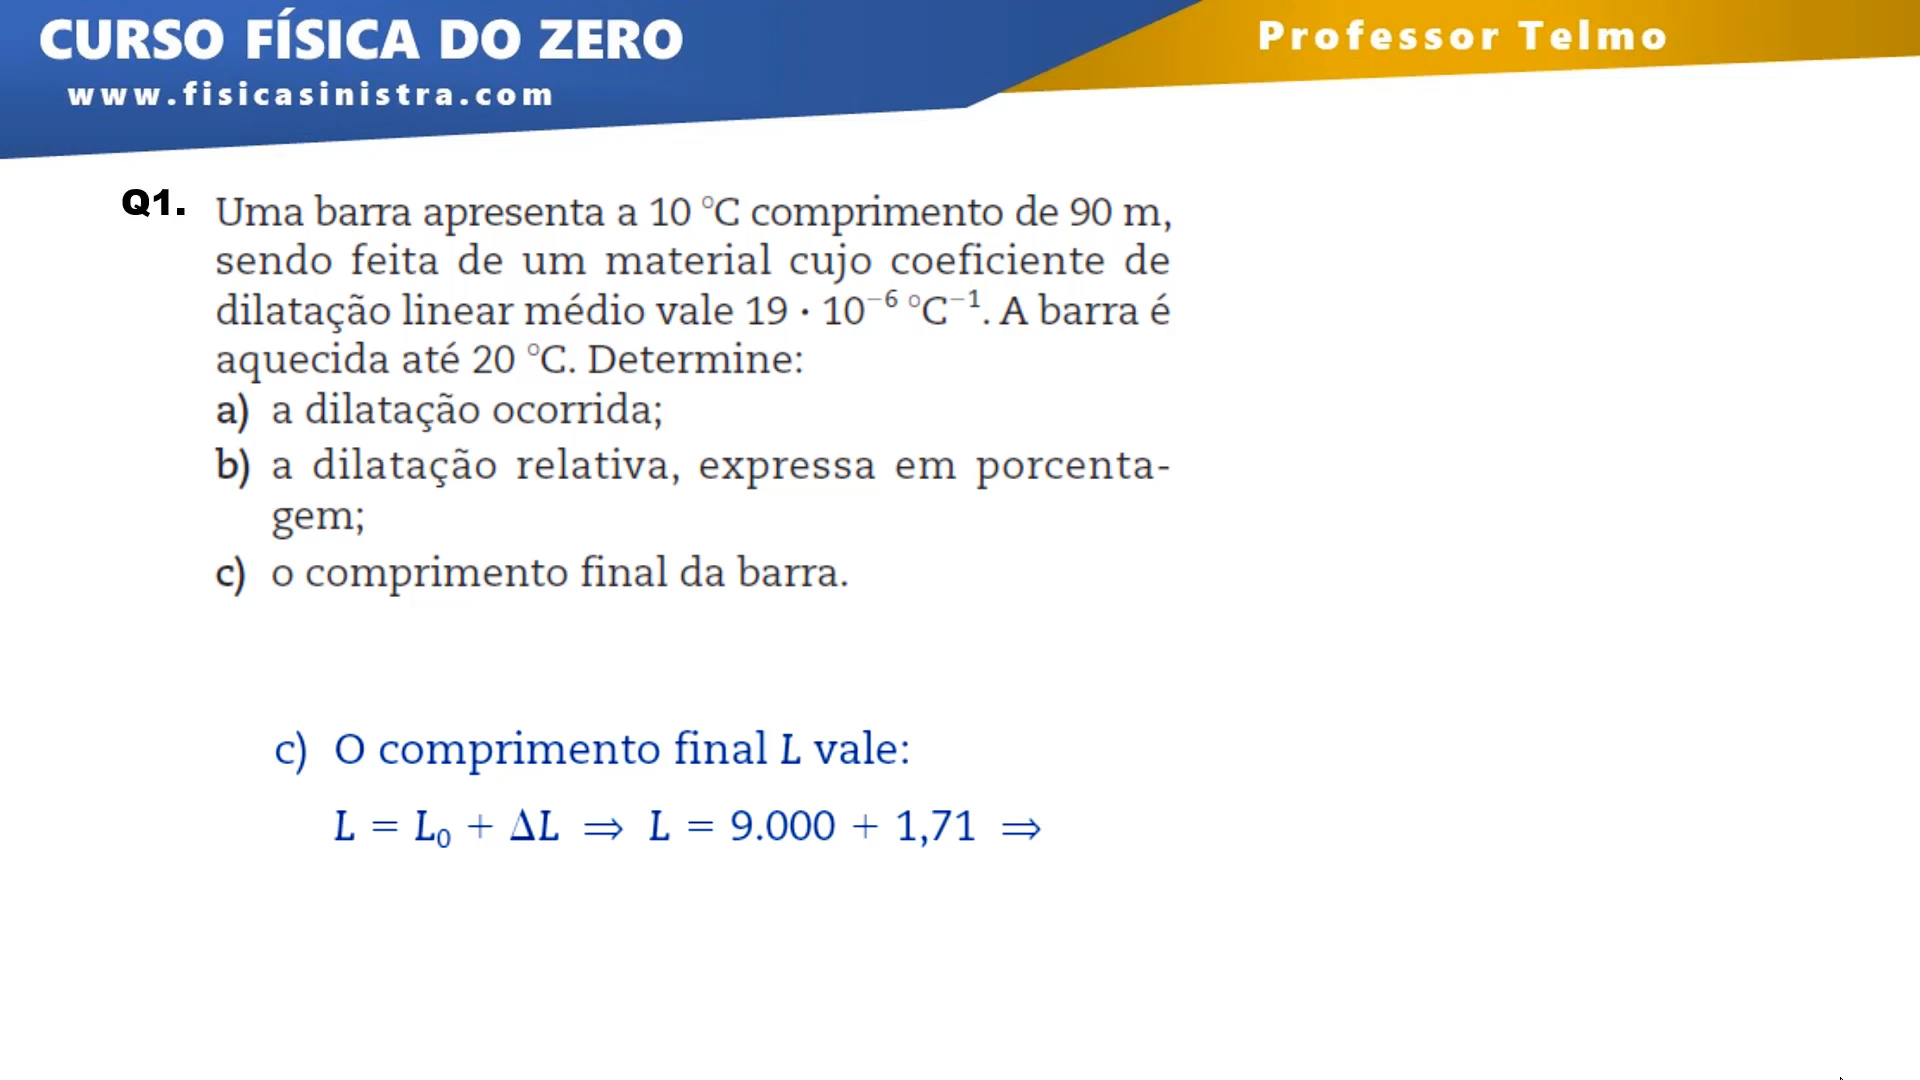 CURSO FÍSICA DO ZERO
www.fisicasinistra.com
Professor Telmo
Q1. Uma barra apresenta a 10 °C comprimento de 90 m,
sendo feita de um material cujo coeficiente de
dilatação linear médio vale 19 · 10⁻⁶ °C⁻¹. A barra é
aquecida até 20 °C. Determine:
a) a dilatação ocorrida;
b) a dilatação relativa, expressa em porcenta-
gem;
c) o comprimento final da barra.
c) O comprimento final L vale:
L = L₀ + ΔL ⇒ L = 9.000 + 1,71 ⇒